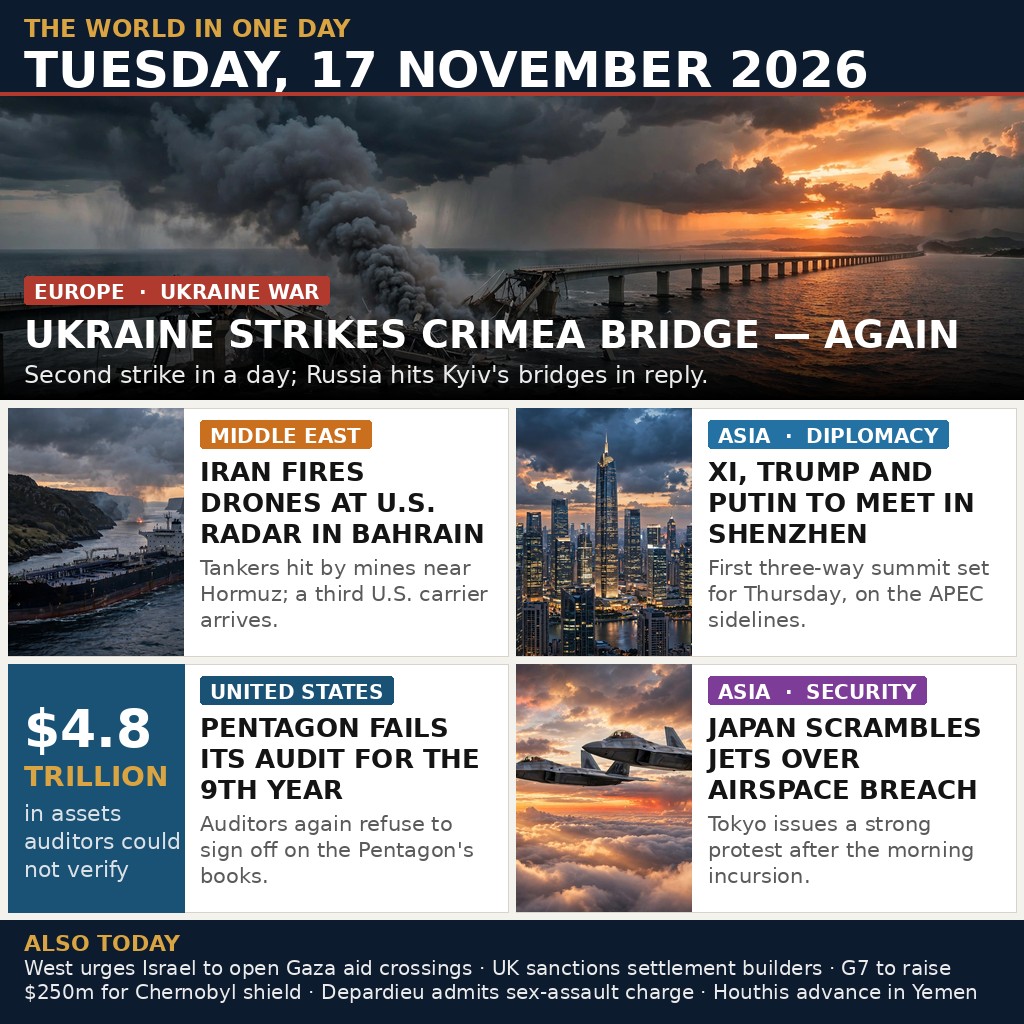 THE WORLD IN ONE DAY
TUESDAY, 17 NOVEMBER 2026
EUROPE · UKRAINE WAR
UKRAINE STRIKES CRIMEA BRIDGE — AGAIN
Second strike in a day; Russia hits Kyiv's bridges in reply.
MIDDLE EAST
IRAN FIRES
DRONES AT U.S.
RADAR IN BAHRAIN
Tankers hit by mines near
Hormuz; a third U.S. carrier
arrives.
ASIA · DIPLOMACY
XI, TRUMP AND
PUTIN TO MEET IN
SHENZHEN
First three-way summit set
for Thursday, on the APEC
sidelines.
$4.8
TRILLION
in assets
auditors could
not verify
UNITED STATES
PENTAGON FAILS
ITS AUDIT FOR THE
9TH YEAR
Auditors again refuse to
sign off on the Pentagon's
books.
ASIA · SECURITY
JAPAN SCRAMBLES
JETS OVER
AIRSPACE BREACH
Tokyo issues a strong
protest after the morning
incursion.
ALSO TODAY
West urges Israel to open Gaza aid crossings · UK sanctions settlement builders · G7 to raise
$250m for Chernobyl shield · Depardieu admits sex-assault charge · Houthis advance in Yemen